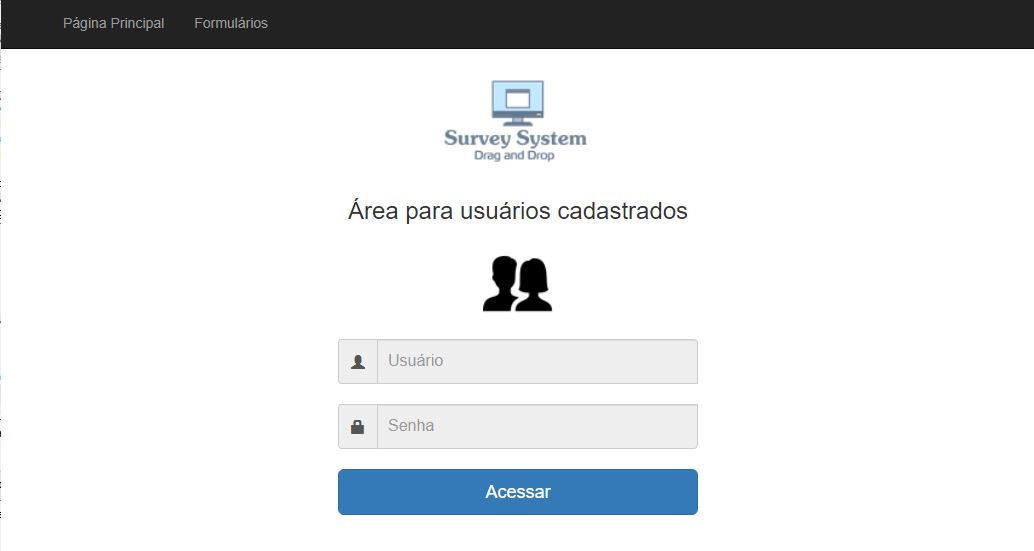 Página Principal Formulários
Survey System
Drag and Drop
Área para usuários cadastrados
Usuário
Senha
Acessar